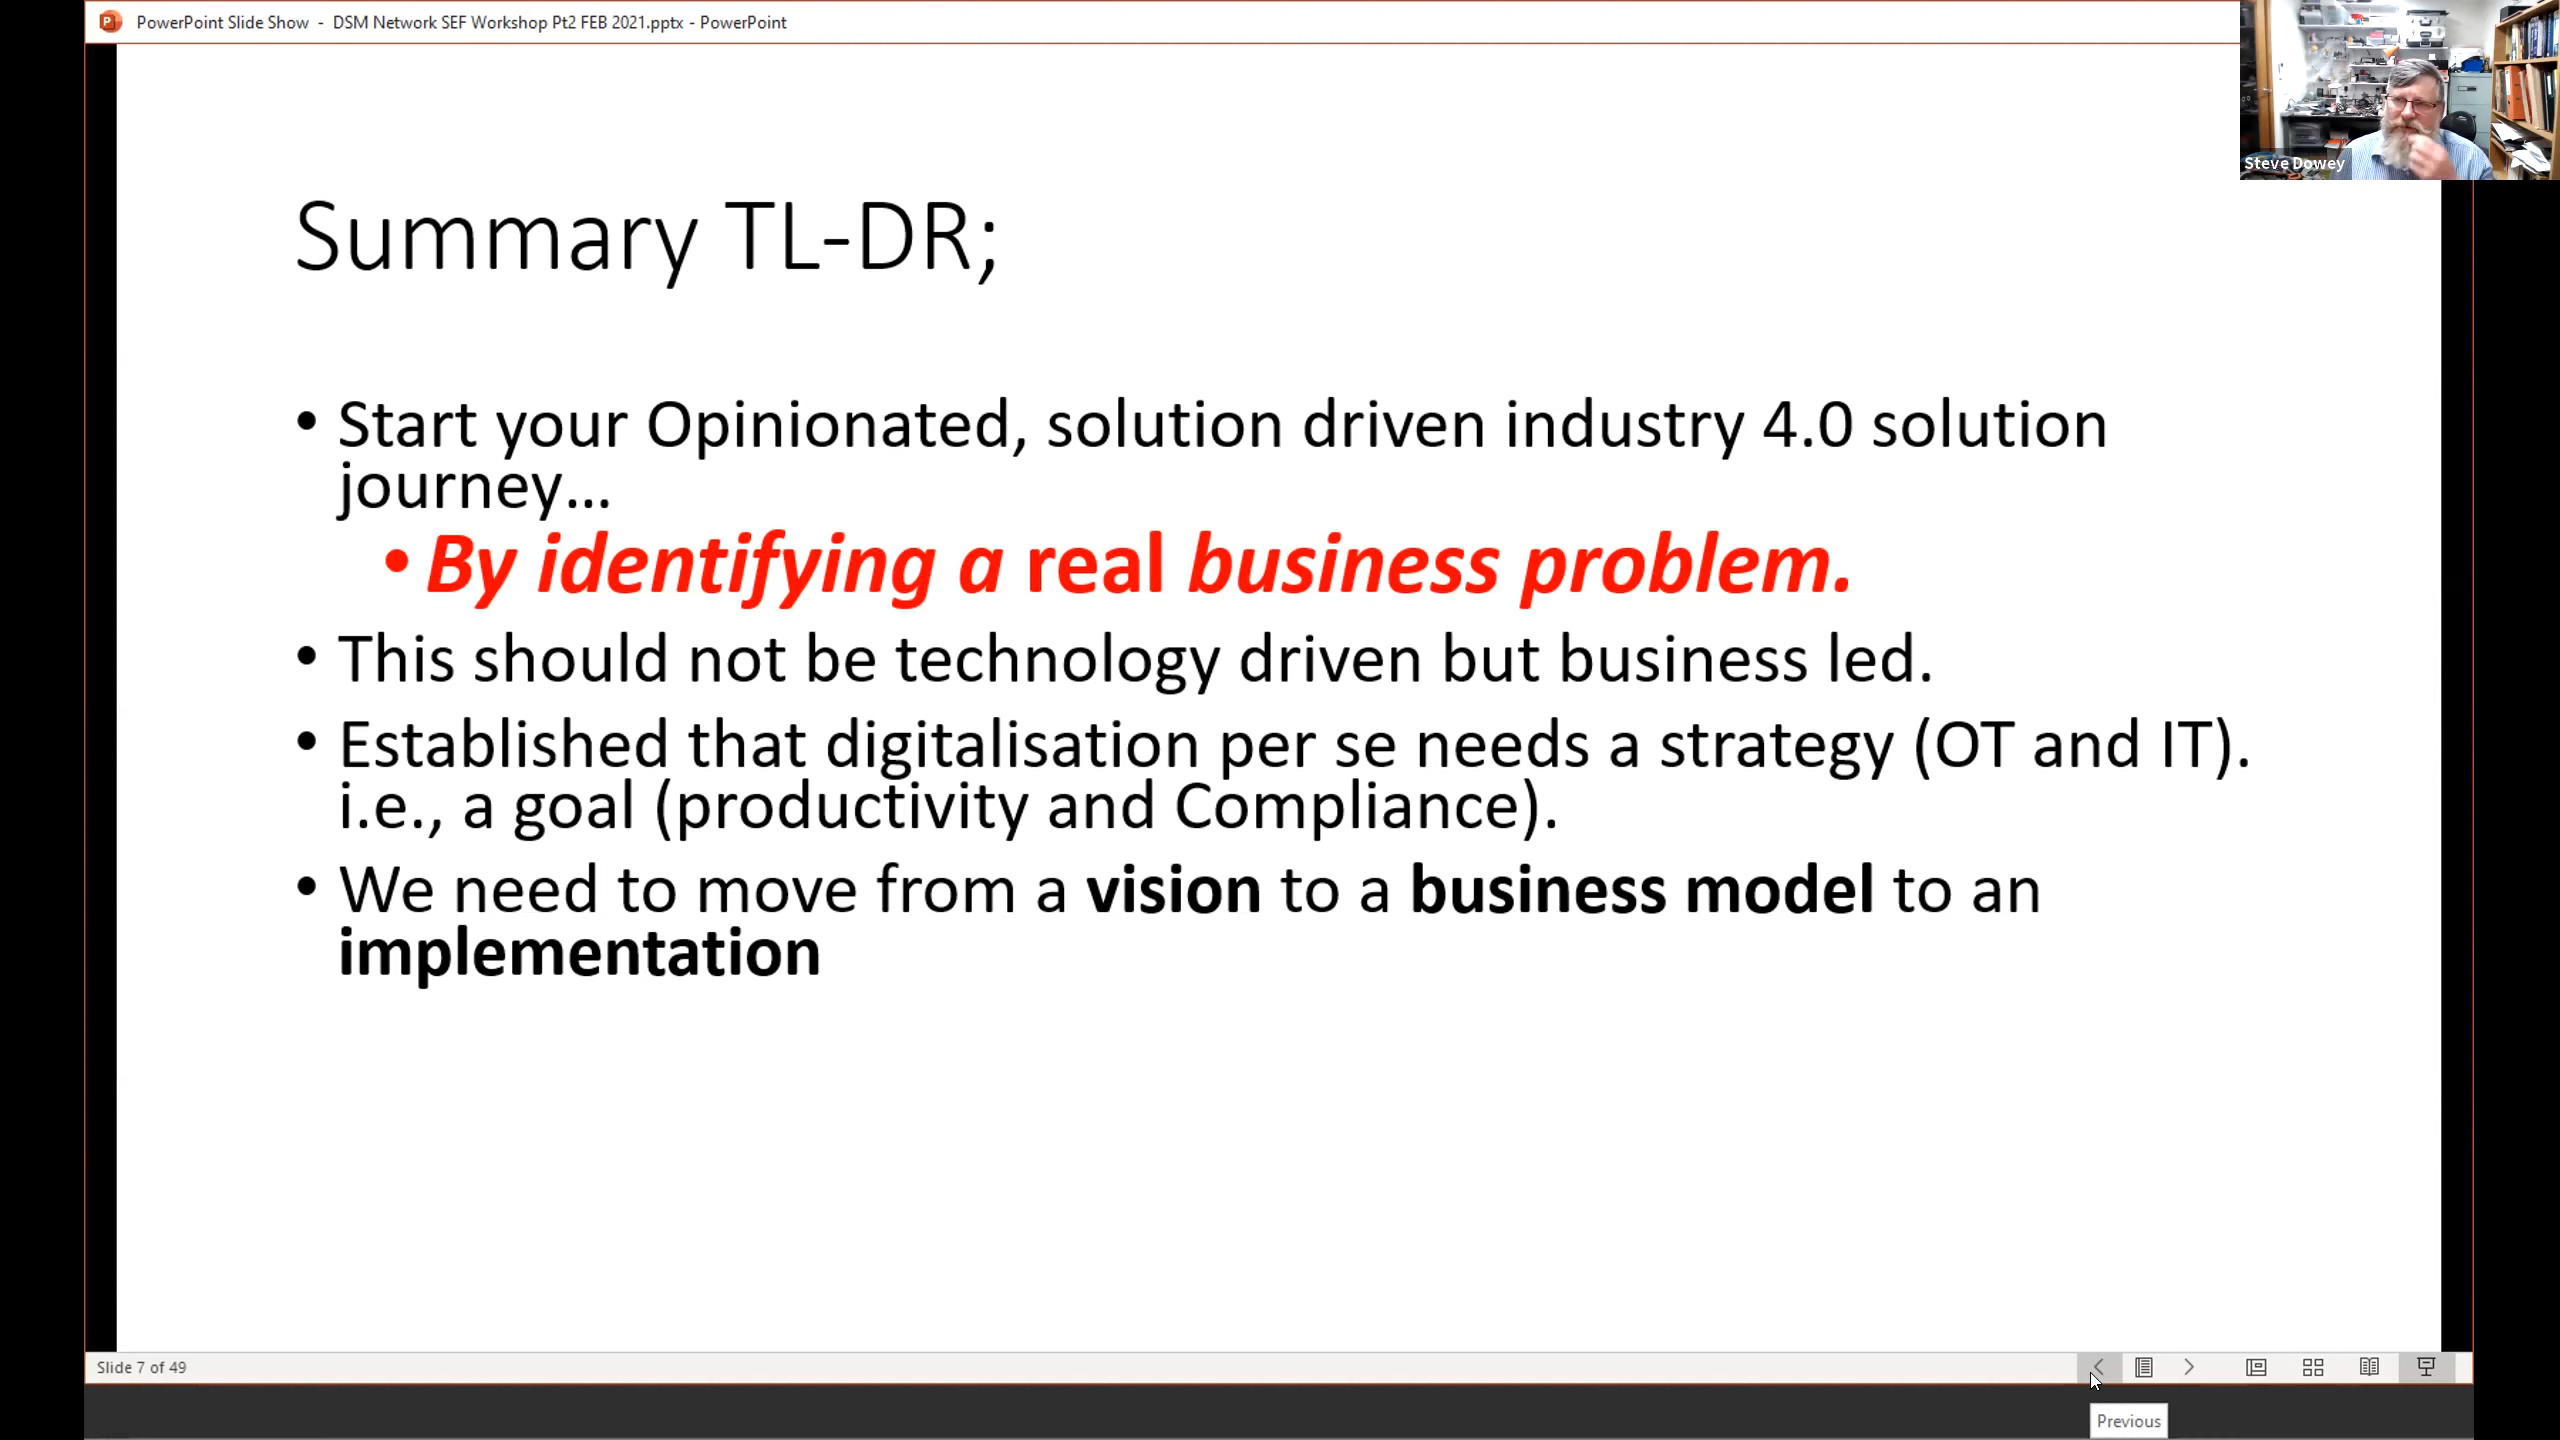 PowerPoint Slide Show - DSM Network SEF Workshop Pt2 FEB 2021.pptx - PowerPoint
Steve Dowey
Summary TL-DR;
• Start your Opinionated, solution driven industry 4.0 solution
journey…
• By identifying a real business problem.
• This should not be technology driven but business led.
• Established that digitalisation per se needs a strategy (OT and IT).
i.e., a goal (productivity and Compliance).
• We need to move from a vision to a business model to an
implementation
Slide 7 of 49
Previous